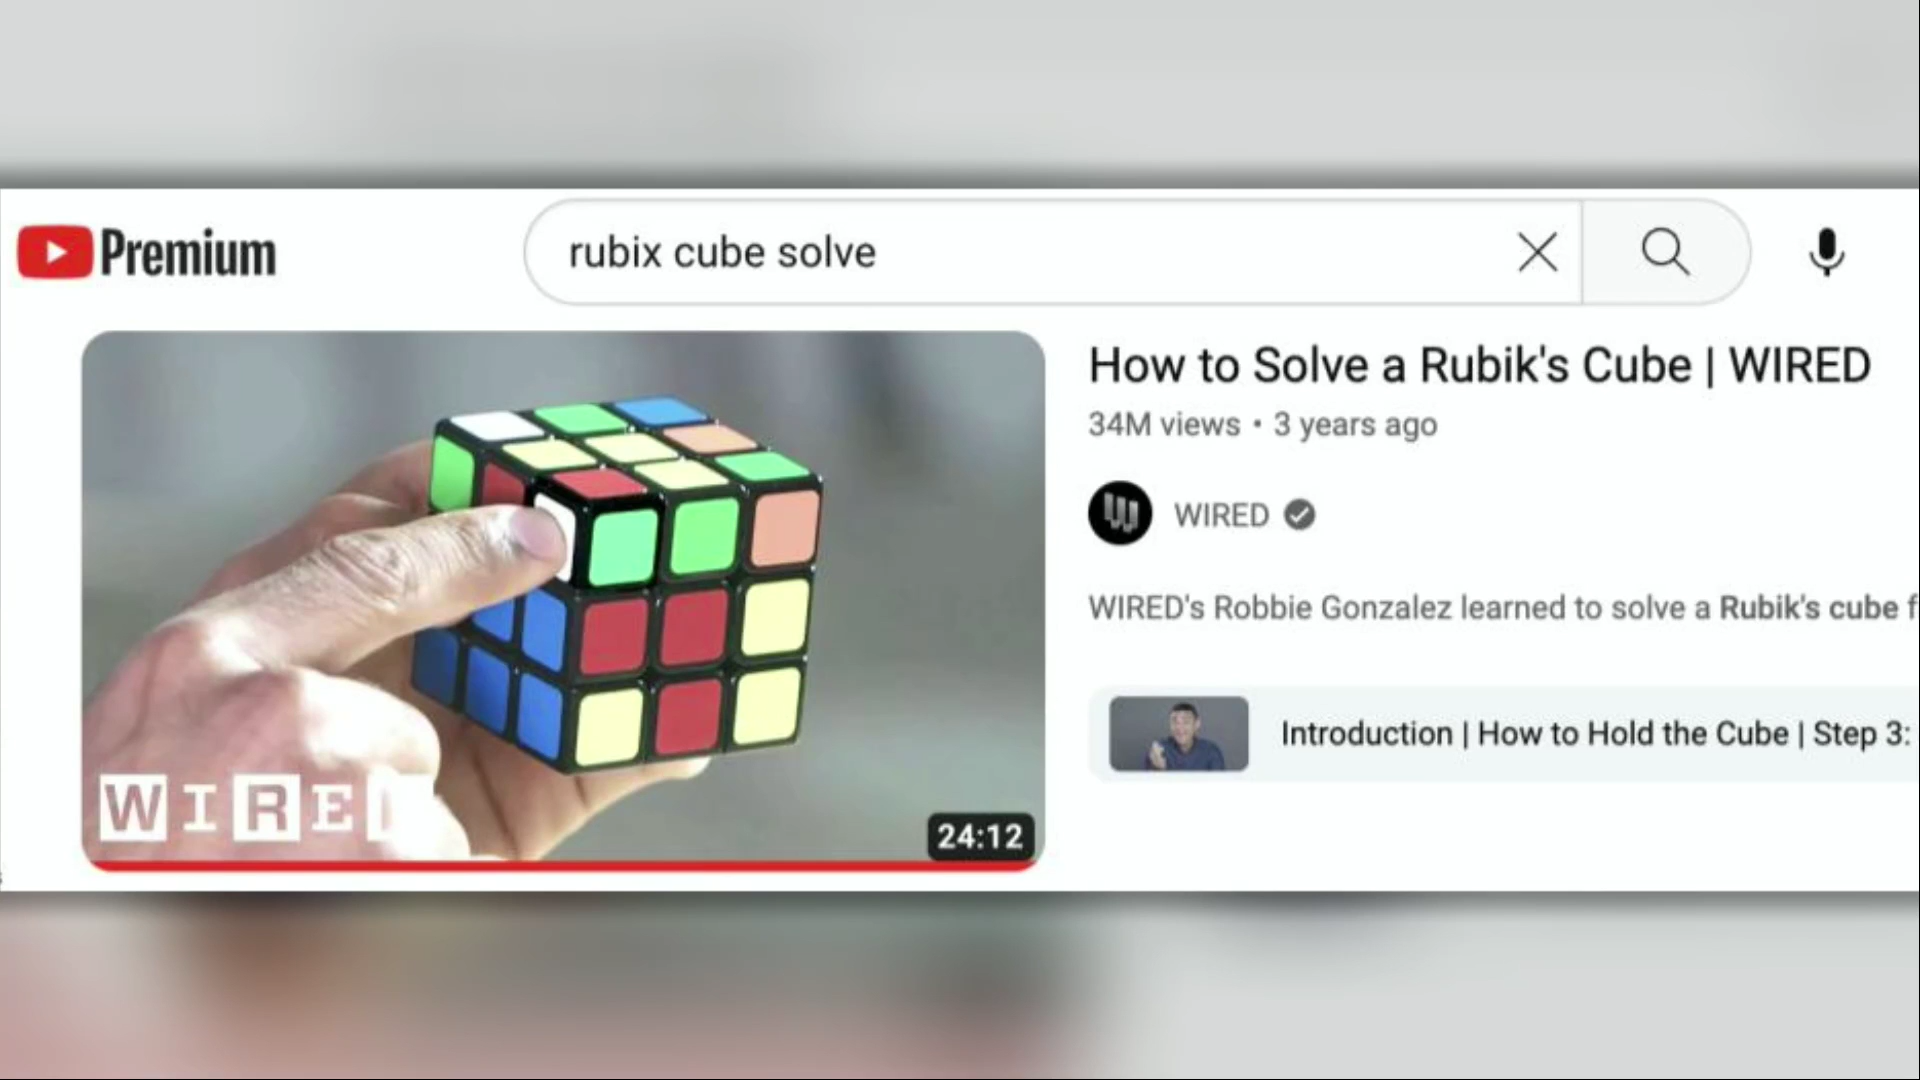 Premium
rubix cube solve
How to Solve a Rubik's Cube | WIRED
34M views • 3 years ago
WIRED
WIRED's Robbie Gonzalez learned to solve a Rubik's cube
Introduction | How to Hold the Cube | Step 3:
WIRE
24:12